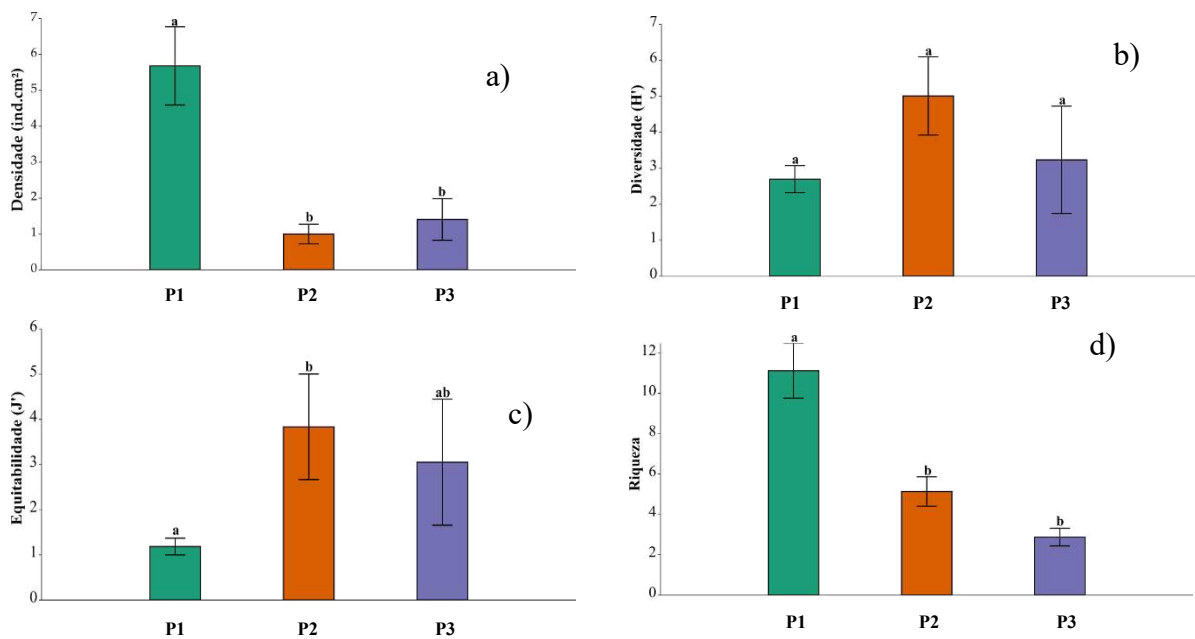 a)
Densidade (ind.cm²)
7
6
5
4
3
2
1
0
a
b
b
P1
P2
P3
b)
Diversidade (H')
7
6
5
4
3
2
1
0
a
a
a
P1
P2
P3
c)
Equitabilidade (J')
6
5
4
3
2
1
0
a
b
ab
P1
P2
P3
d)
Riqueza
12
10
8
6
4
2
0
a
b
b
P1
P2
P3